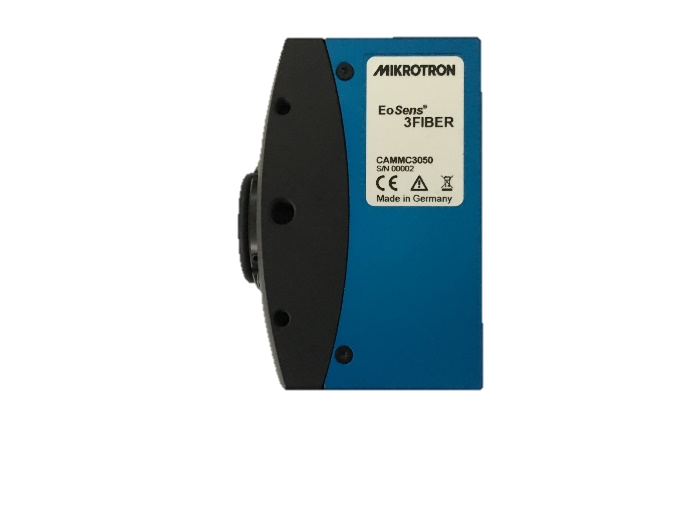 MIKROTRON
EoSens®
3FIBER
CAMMC3050
S/N 00002
CE
Made in Germany